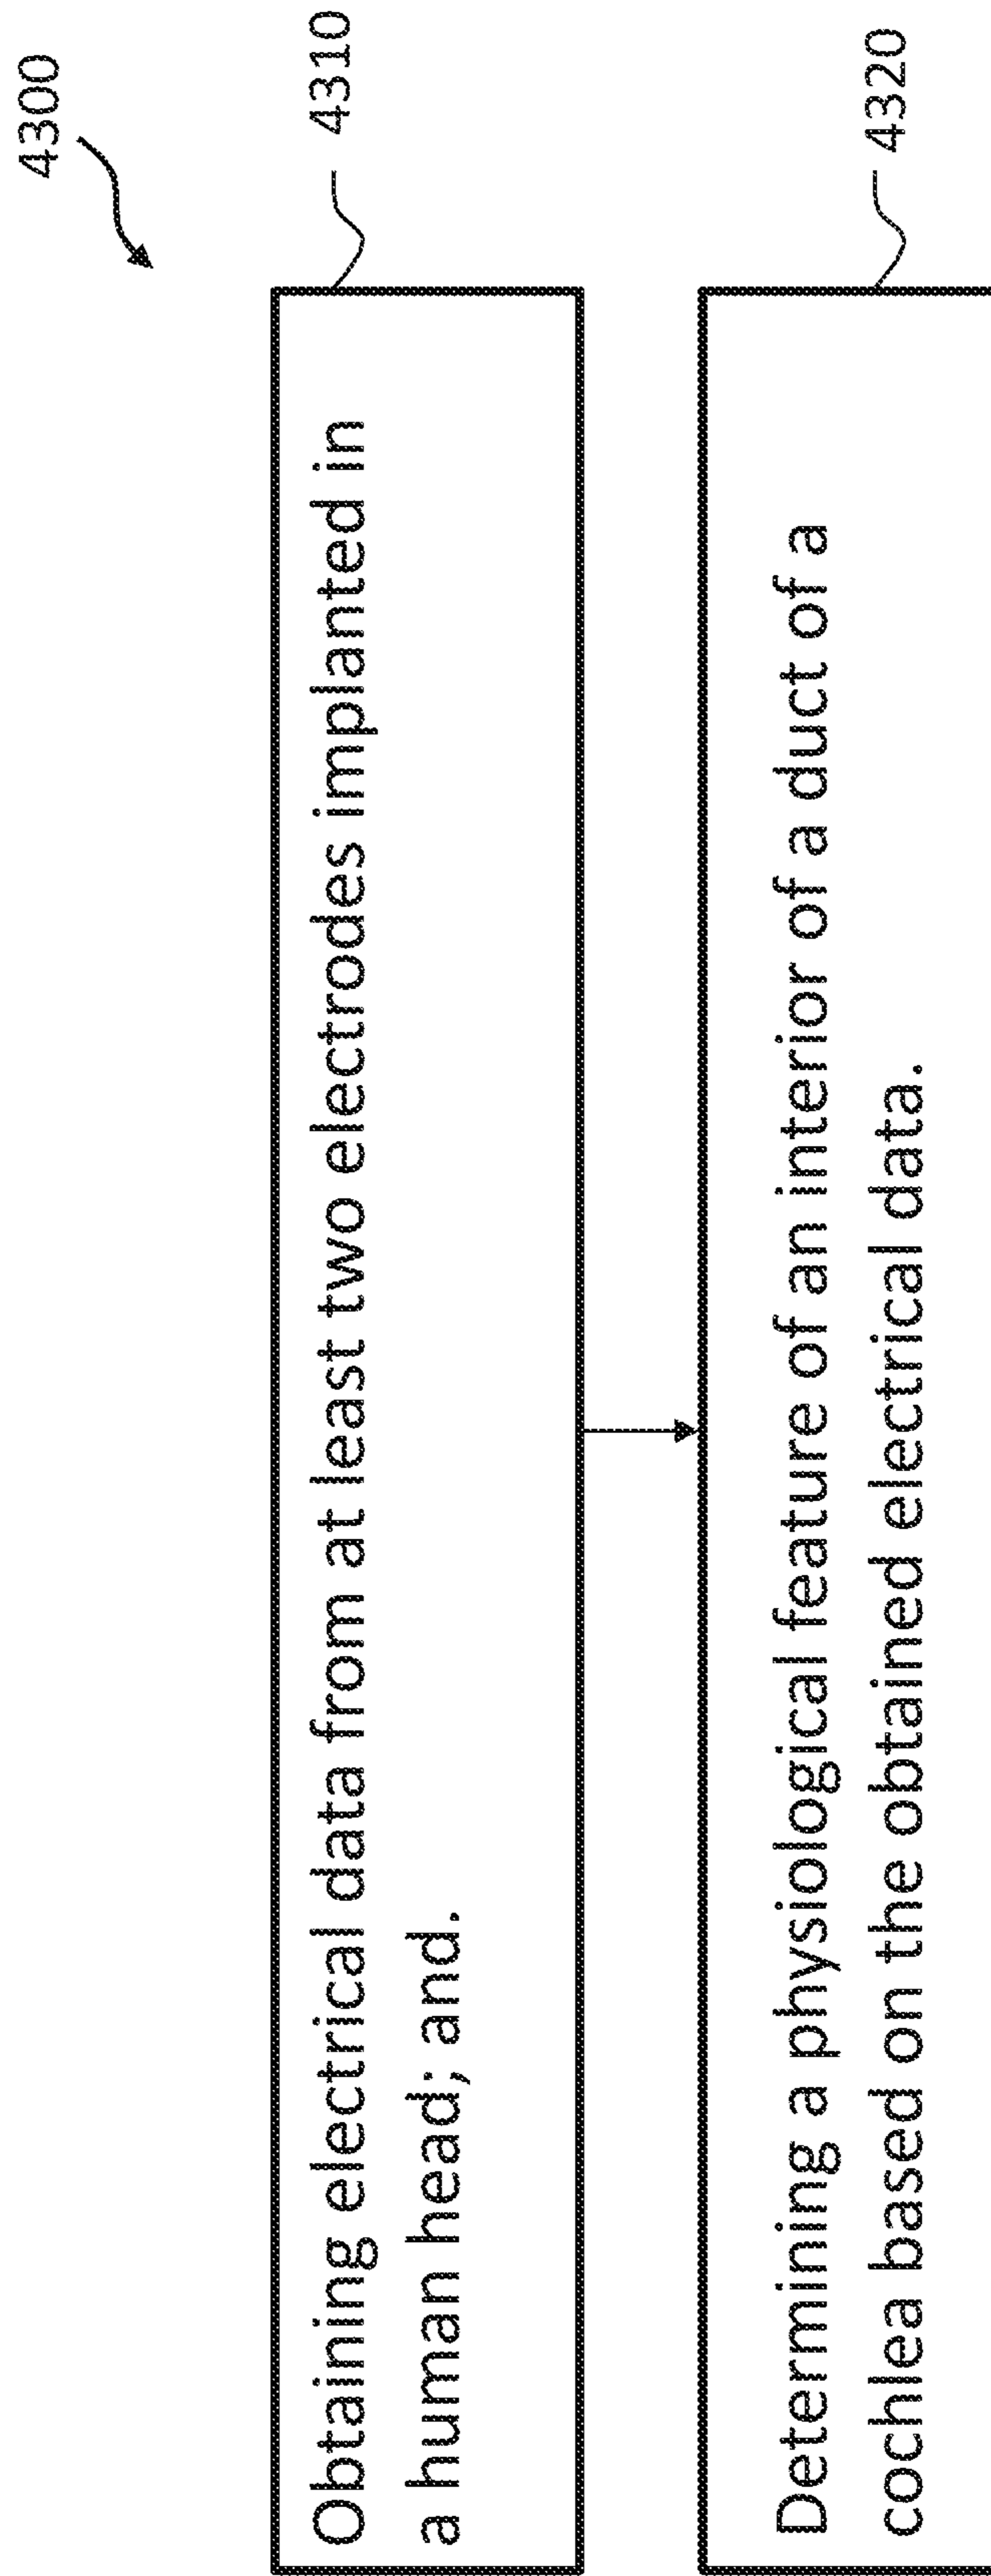 4300
Obtaining electrical data from at least two electrodes implanted in
a human head; and.
4310
Determining a physiological feature of an interior of a duct of a
cochlea based on the obtained electrical data.
4320